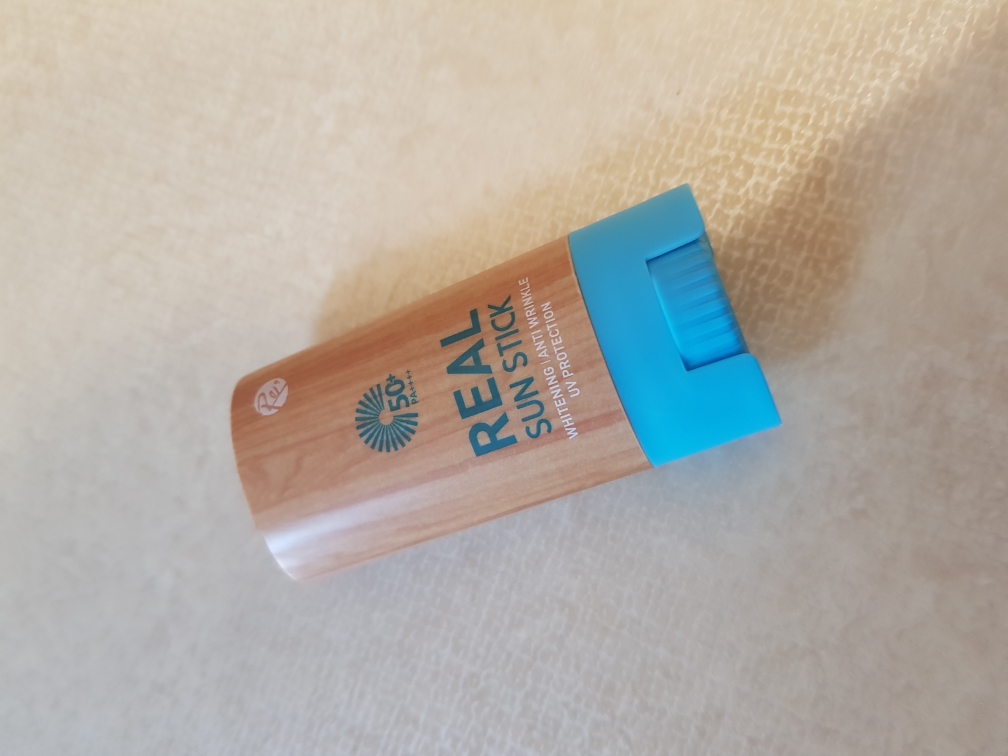 50+
PA++++
REAL
SUN STICK
WHITENING | ANTI WRINKLE
UV PROTECTION